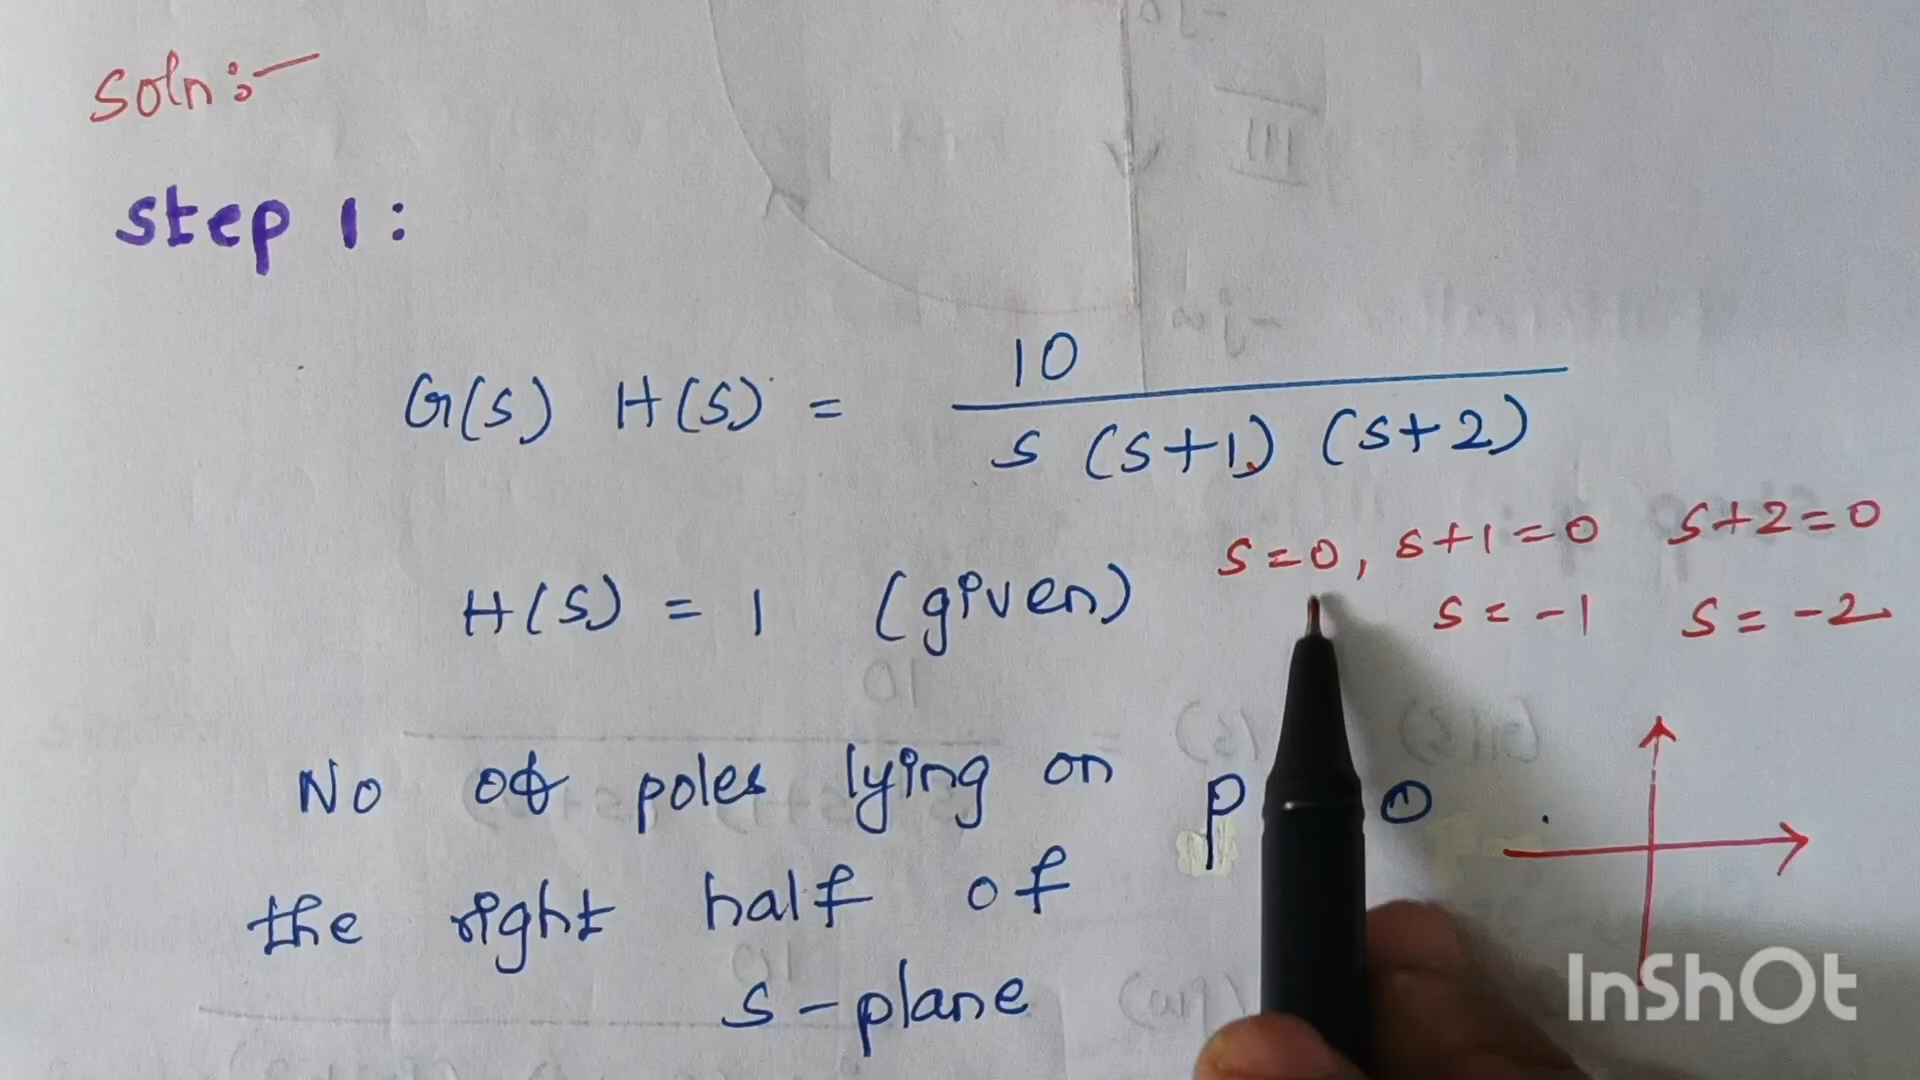 Soln:-
step 1:
G(s) H(s) = 10 / s (s+1) (s+2)
s=0, s+1=0 s+2=0
H(s) = 1 (given) s=-1 s=-2
No of poles lying on P 0
the right half of
s-plane
InShOt